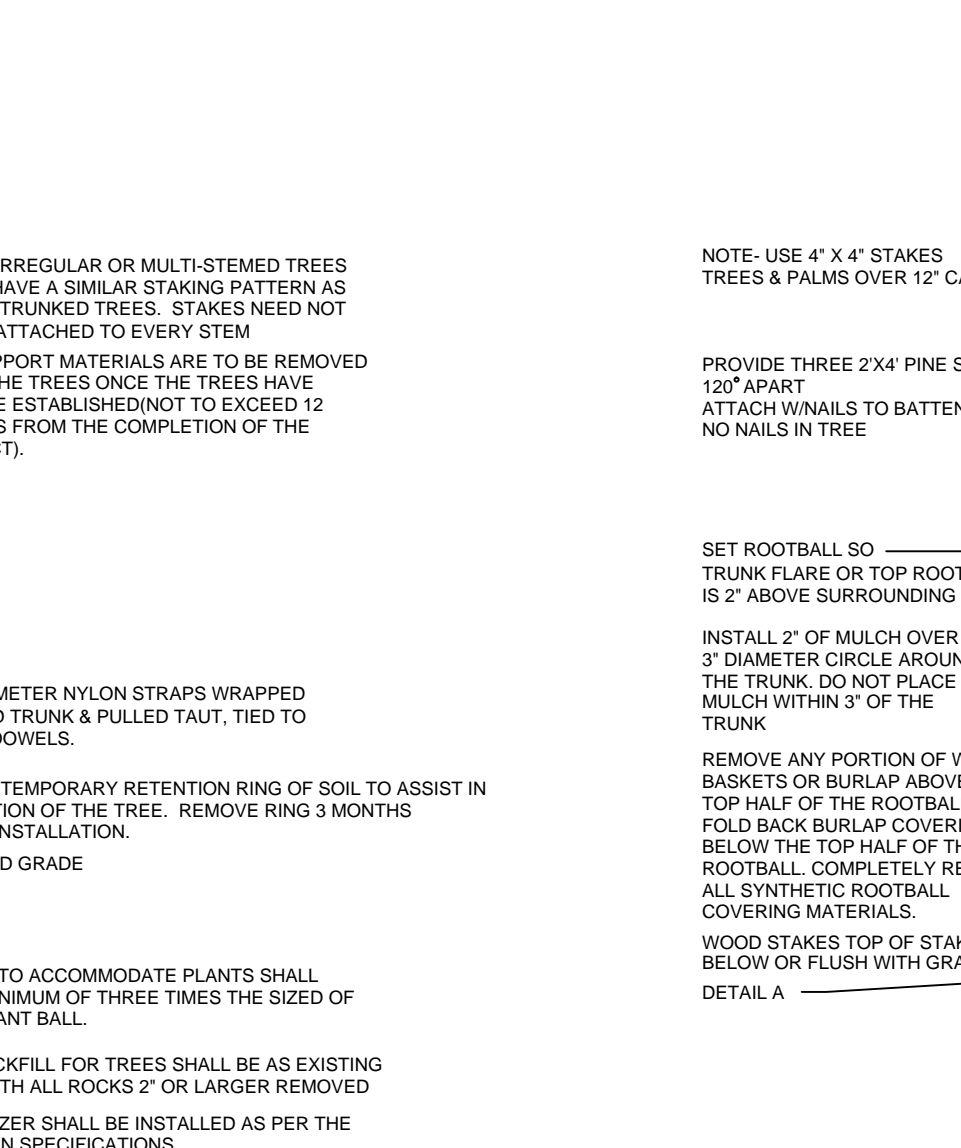 RREGULAR OR MULTI-STEMED TREES
HAVE A SIMILAR STAKING PATTERN AS
TRUNKED TREES. STAKES NEED NOT
ATTACHED TO EVERY STEM
PPORT MATERIALS ARE TO BE REMOVED
HE TREES ONCE THE TREES HAVE
E ESTABLISHED(NOT TO EXCEED 12
S FROM THE COMPLETION OF THE
CT).
METER NYLON STRAPS WRAPPED
D TRUNK & PULLED TAUT, TIED TO
DOWELS.
TEMPORARY RETENTION RING OF SOIL TO ASSIST IN
TION OF THE TREE. REMOVE RING 3 MONTHS
NSTALLATION.
D GRADE
TO ACCOMMODATE PLANTS SHALL
NIMUM OF THREE TIMES THE SIZED OF
ANT BALL.
CKFILL FOR TREES SHALL BE AS EXISTING
TH ALL ROCKS 2" OR LARGER REMOVED
ZER SHALL BE INSTALLED AS PER THE
N SPECIFICATIONS
NOTE- USE 4" X 4" STAKES
TREES & PALMS OVER 12" CA
PROVIDE THREE 2'X4' PINE S
120° APART
ATTACH W/NAILS TO BATTEN
NO NAILS IN TREE
SET ROOTBALL SO
TRUNK FLARE OR TOP ROOT
IS 2" ABOVE SURROUNDING
INSTALL 2" OF MULCH OVER
3" DIAMETER CIRCLE AROUN
THE TRUNK. DO NOT PLACE
MULCH WITHIN 3" OF THE
TRUNK
REMOVE ANY PORTION OF W
BASKETS OR BURLAP ABOVE
TOP HALF OF THE ROOTBAL
FOLD BACK BURLAP COVERI
BELOW THE TOP HALF OF TH
ROOTBALL. COMPLETELY RE
ALL SYNTHETIC ROOTBALL
COVERING MATERIALS.
WOOD STAKES TOP OF STAK
BELOW OR FLUSH WITH GRA
DETAIL A